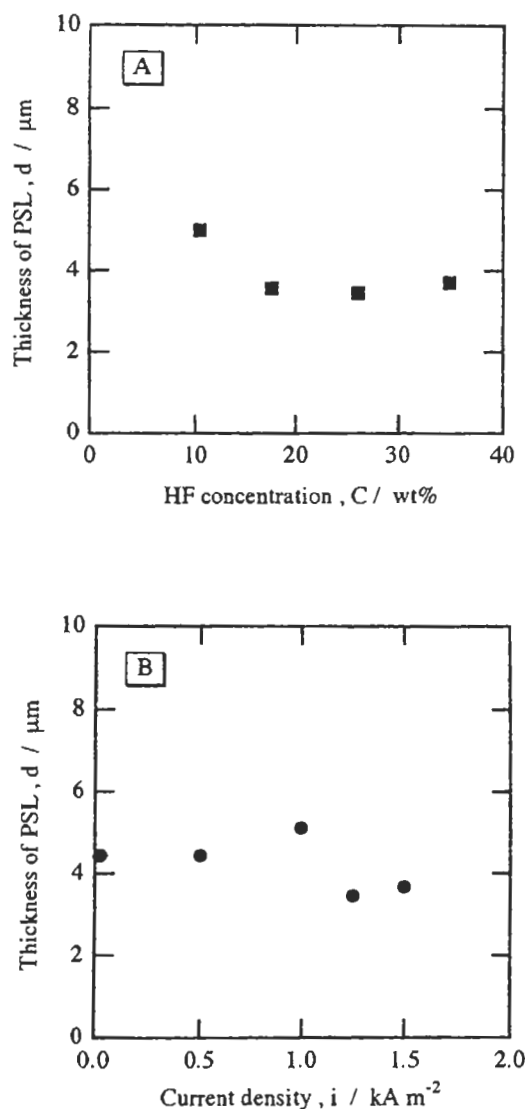 A
10
8
6
4
2
0
Thickness of PSL , d / μm
0 10 20 30 40
HF concentration , C / wt%
B
10
8
6
4
2
0
Thickness of PSL , d / μm
0.0 0.5 1.0 1.5 2.0
Current density , i / kA m⁻²